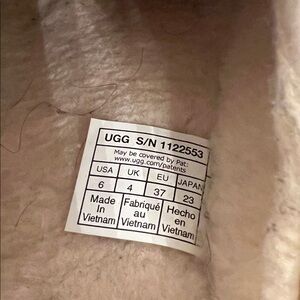 UGG S/N 1122553
May be covered by Pat:
www.ugg.com/patents
USA UK EU JAPAN
6 4 37 23
Made Fabriqué Hecho
In au en
Vietnam Vietnam Vietnam